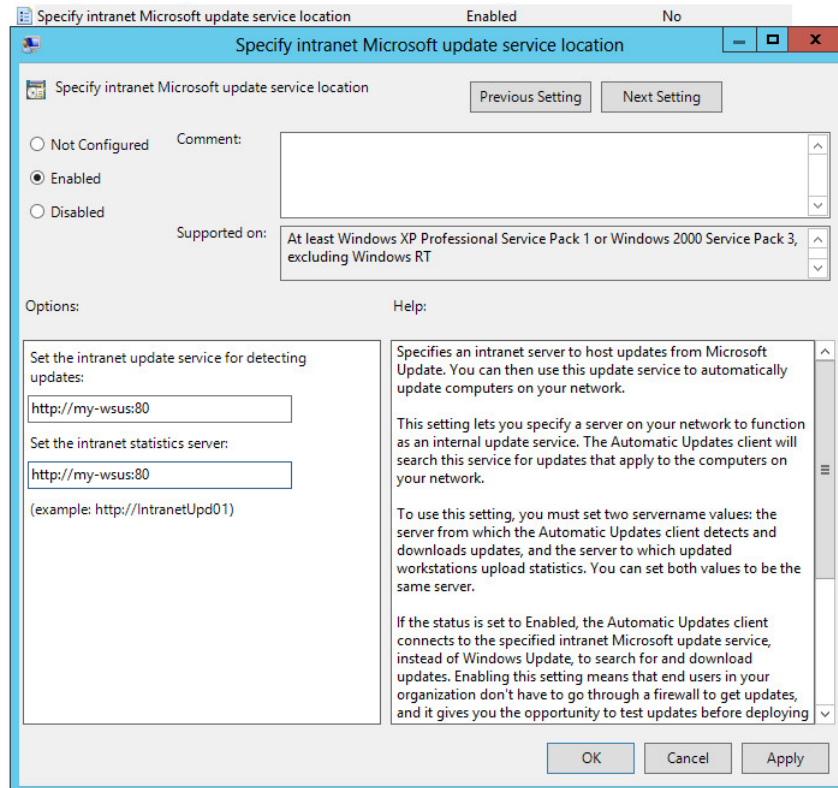 Specify intranet Microsoft update service location Enabled No
Specify intranet Microsoft update service location
Specify intranet Microsoft update service location
Previous Setting
Next Setting
Not Configured
Enabled
Disabled
Comment:
Supported on:
At least Windows XP Professional Service Pack 1 or Windows 2000 Service Pack 3,
excluding Windows RT
Options:
Help:
Set the intranet update service for detecting
updates:
http://my-wsus:80
Set the intranet statistics server:
http://my-wsus:80
(example: http://IntranetUpd01)
Specifies an intranet server to host updates from Microsoft
Update. You can then use this update service to automatically
update computers on your network.
This setting lets you specify a server on your network to function
as an internal update service. The Automatic Updates client will
search this service for updates that apply to the computers on
your network.
To use this setting, you must set two servername values: the
server from which the Automatic Updates client detects and
downloads updates, and the server to which updated
workstations upload statistics. You can set both values to be the
same server.
If the status is set to Enabled, the Automatic Updates client
connects to the specified intranet Microsoft update service,
instead of Windows Update, to search for and download
updates. Enabling this setting means that end users in your
organization don't have to go through a firewall to get updates,
and it gives you the opportunity to test updates before deploying
OK
Cancel
Apply